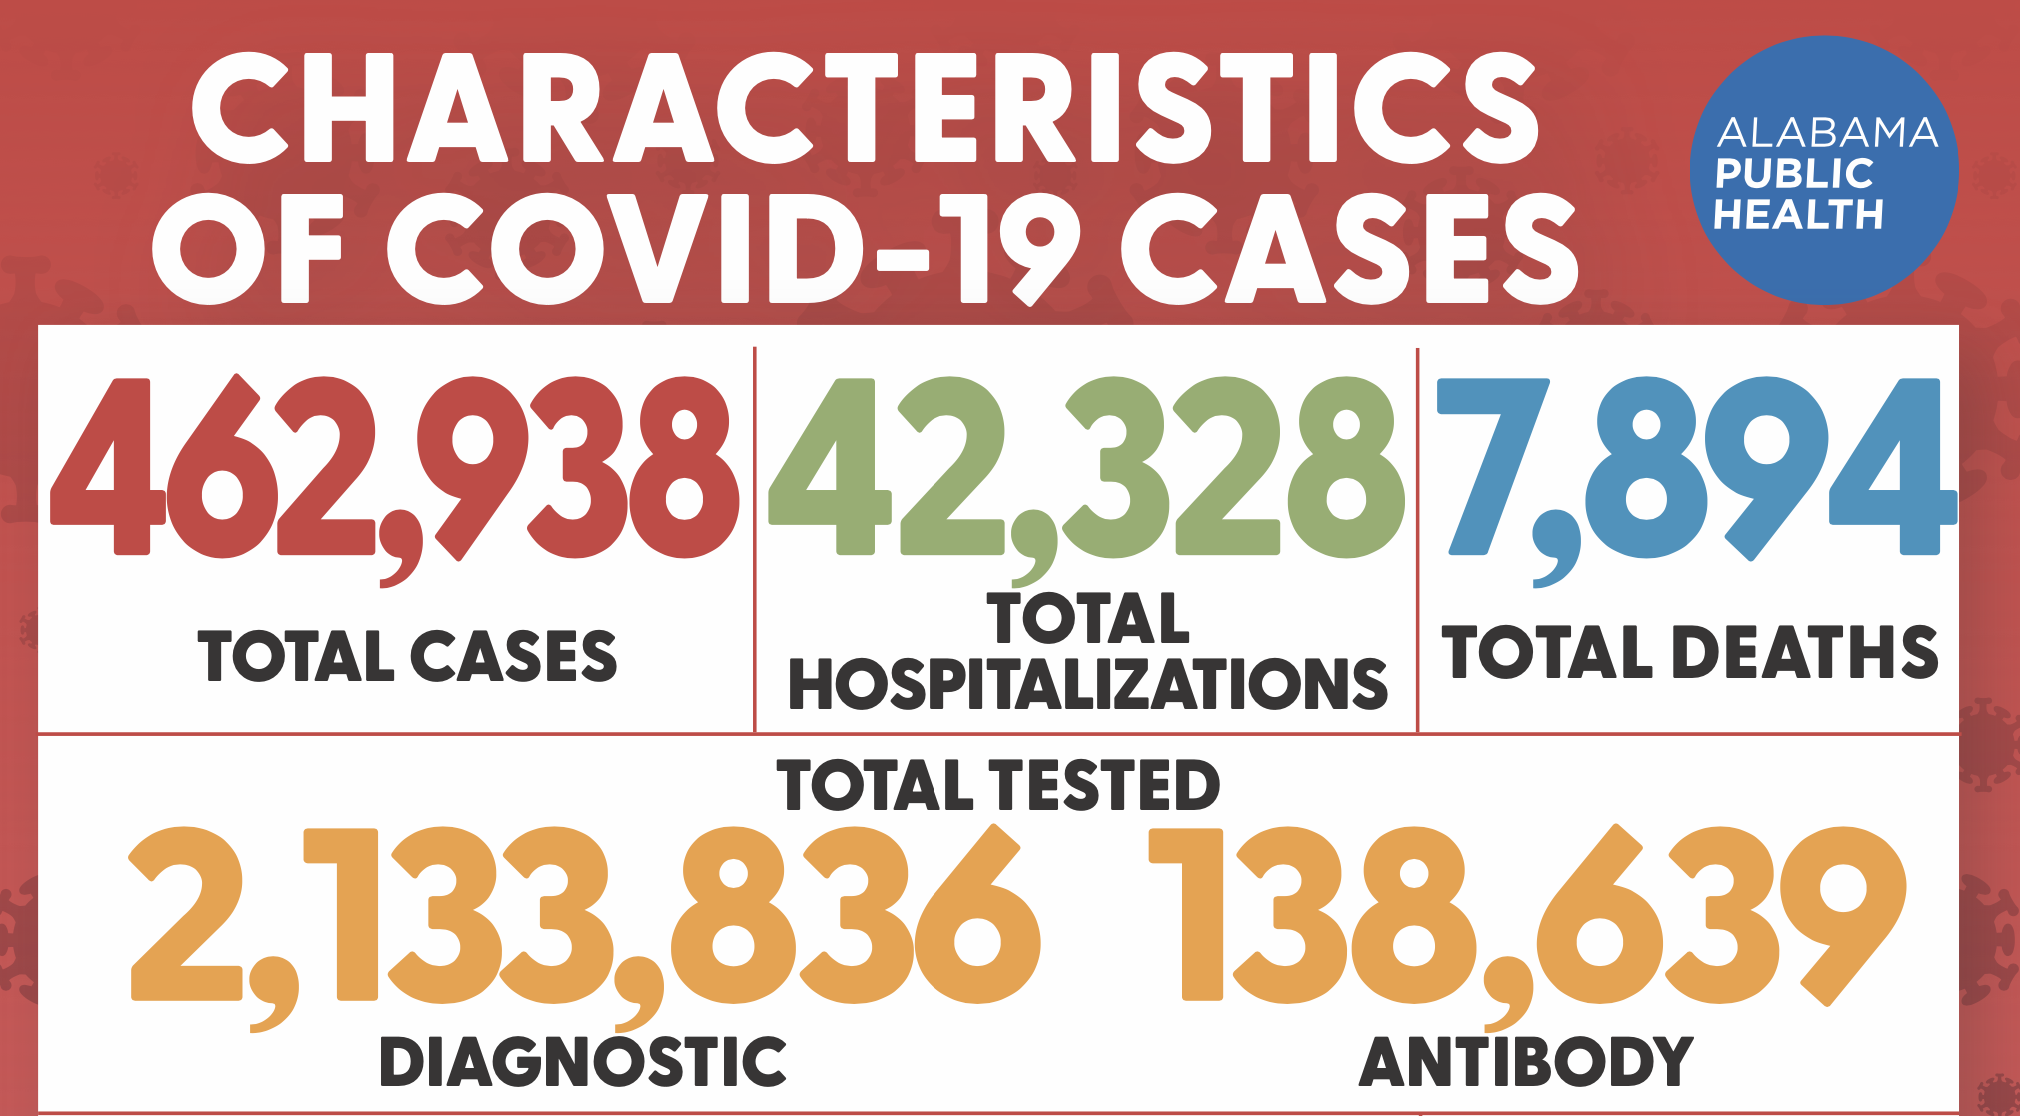 CHARACTERISTICS
OF COVID-19 CASES
ALABAMA
PUBLIC
HEALTH
462,938
TOTAL CASES
42,328
TOTAL
HOSPITALIZATIONS
7,894
TOTAL DEATHS
TOTAL TESTED
2,133,836
DIAGNOSTIC
138,639
ANTIBODY